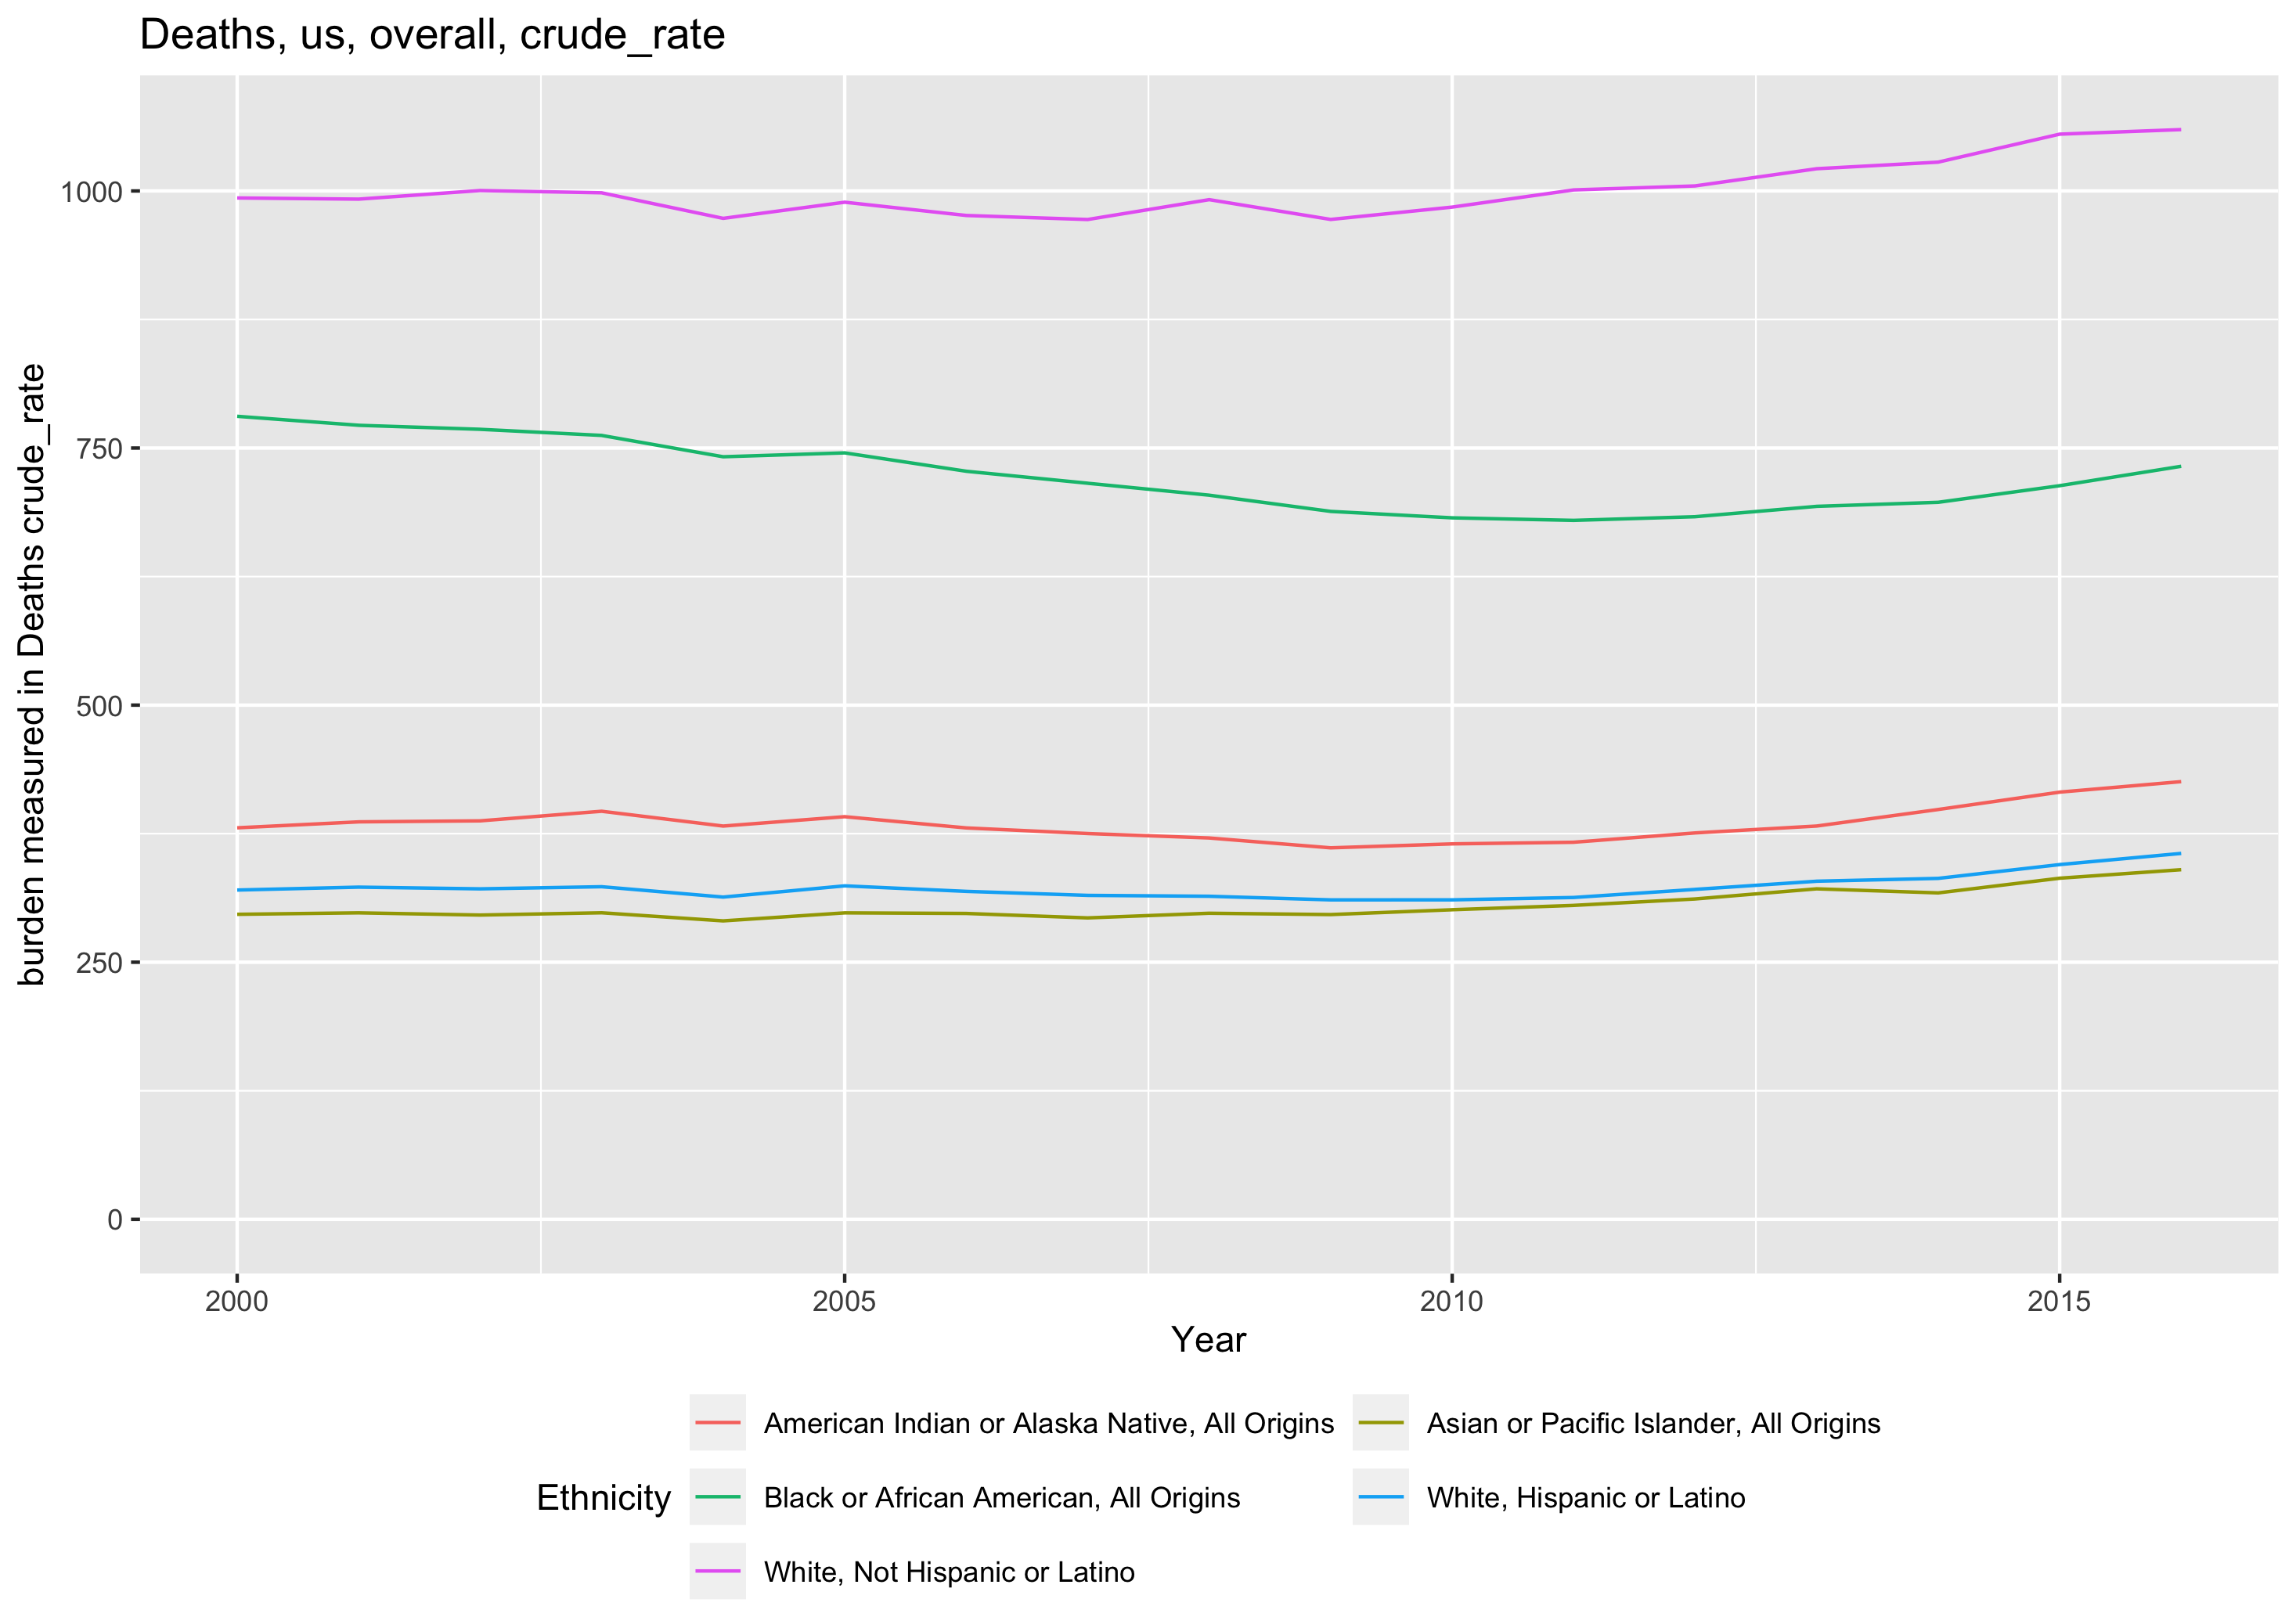 Deaths, us, overall, crude_rate
burden measured in Deaths crude_rate
1000
750
500
250
0
2000 2005 2010 2015
Year
Ethnicity
American Indian or Alaska Native, All Origins
Asian or Pacific Islander, All Origins
Black or African American, All Origins
White, Hispanic or Latino
White, Not Hispanic or Latino